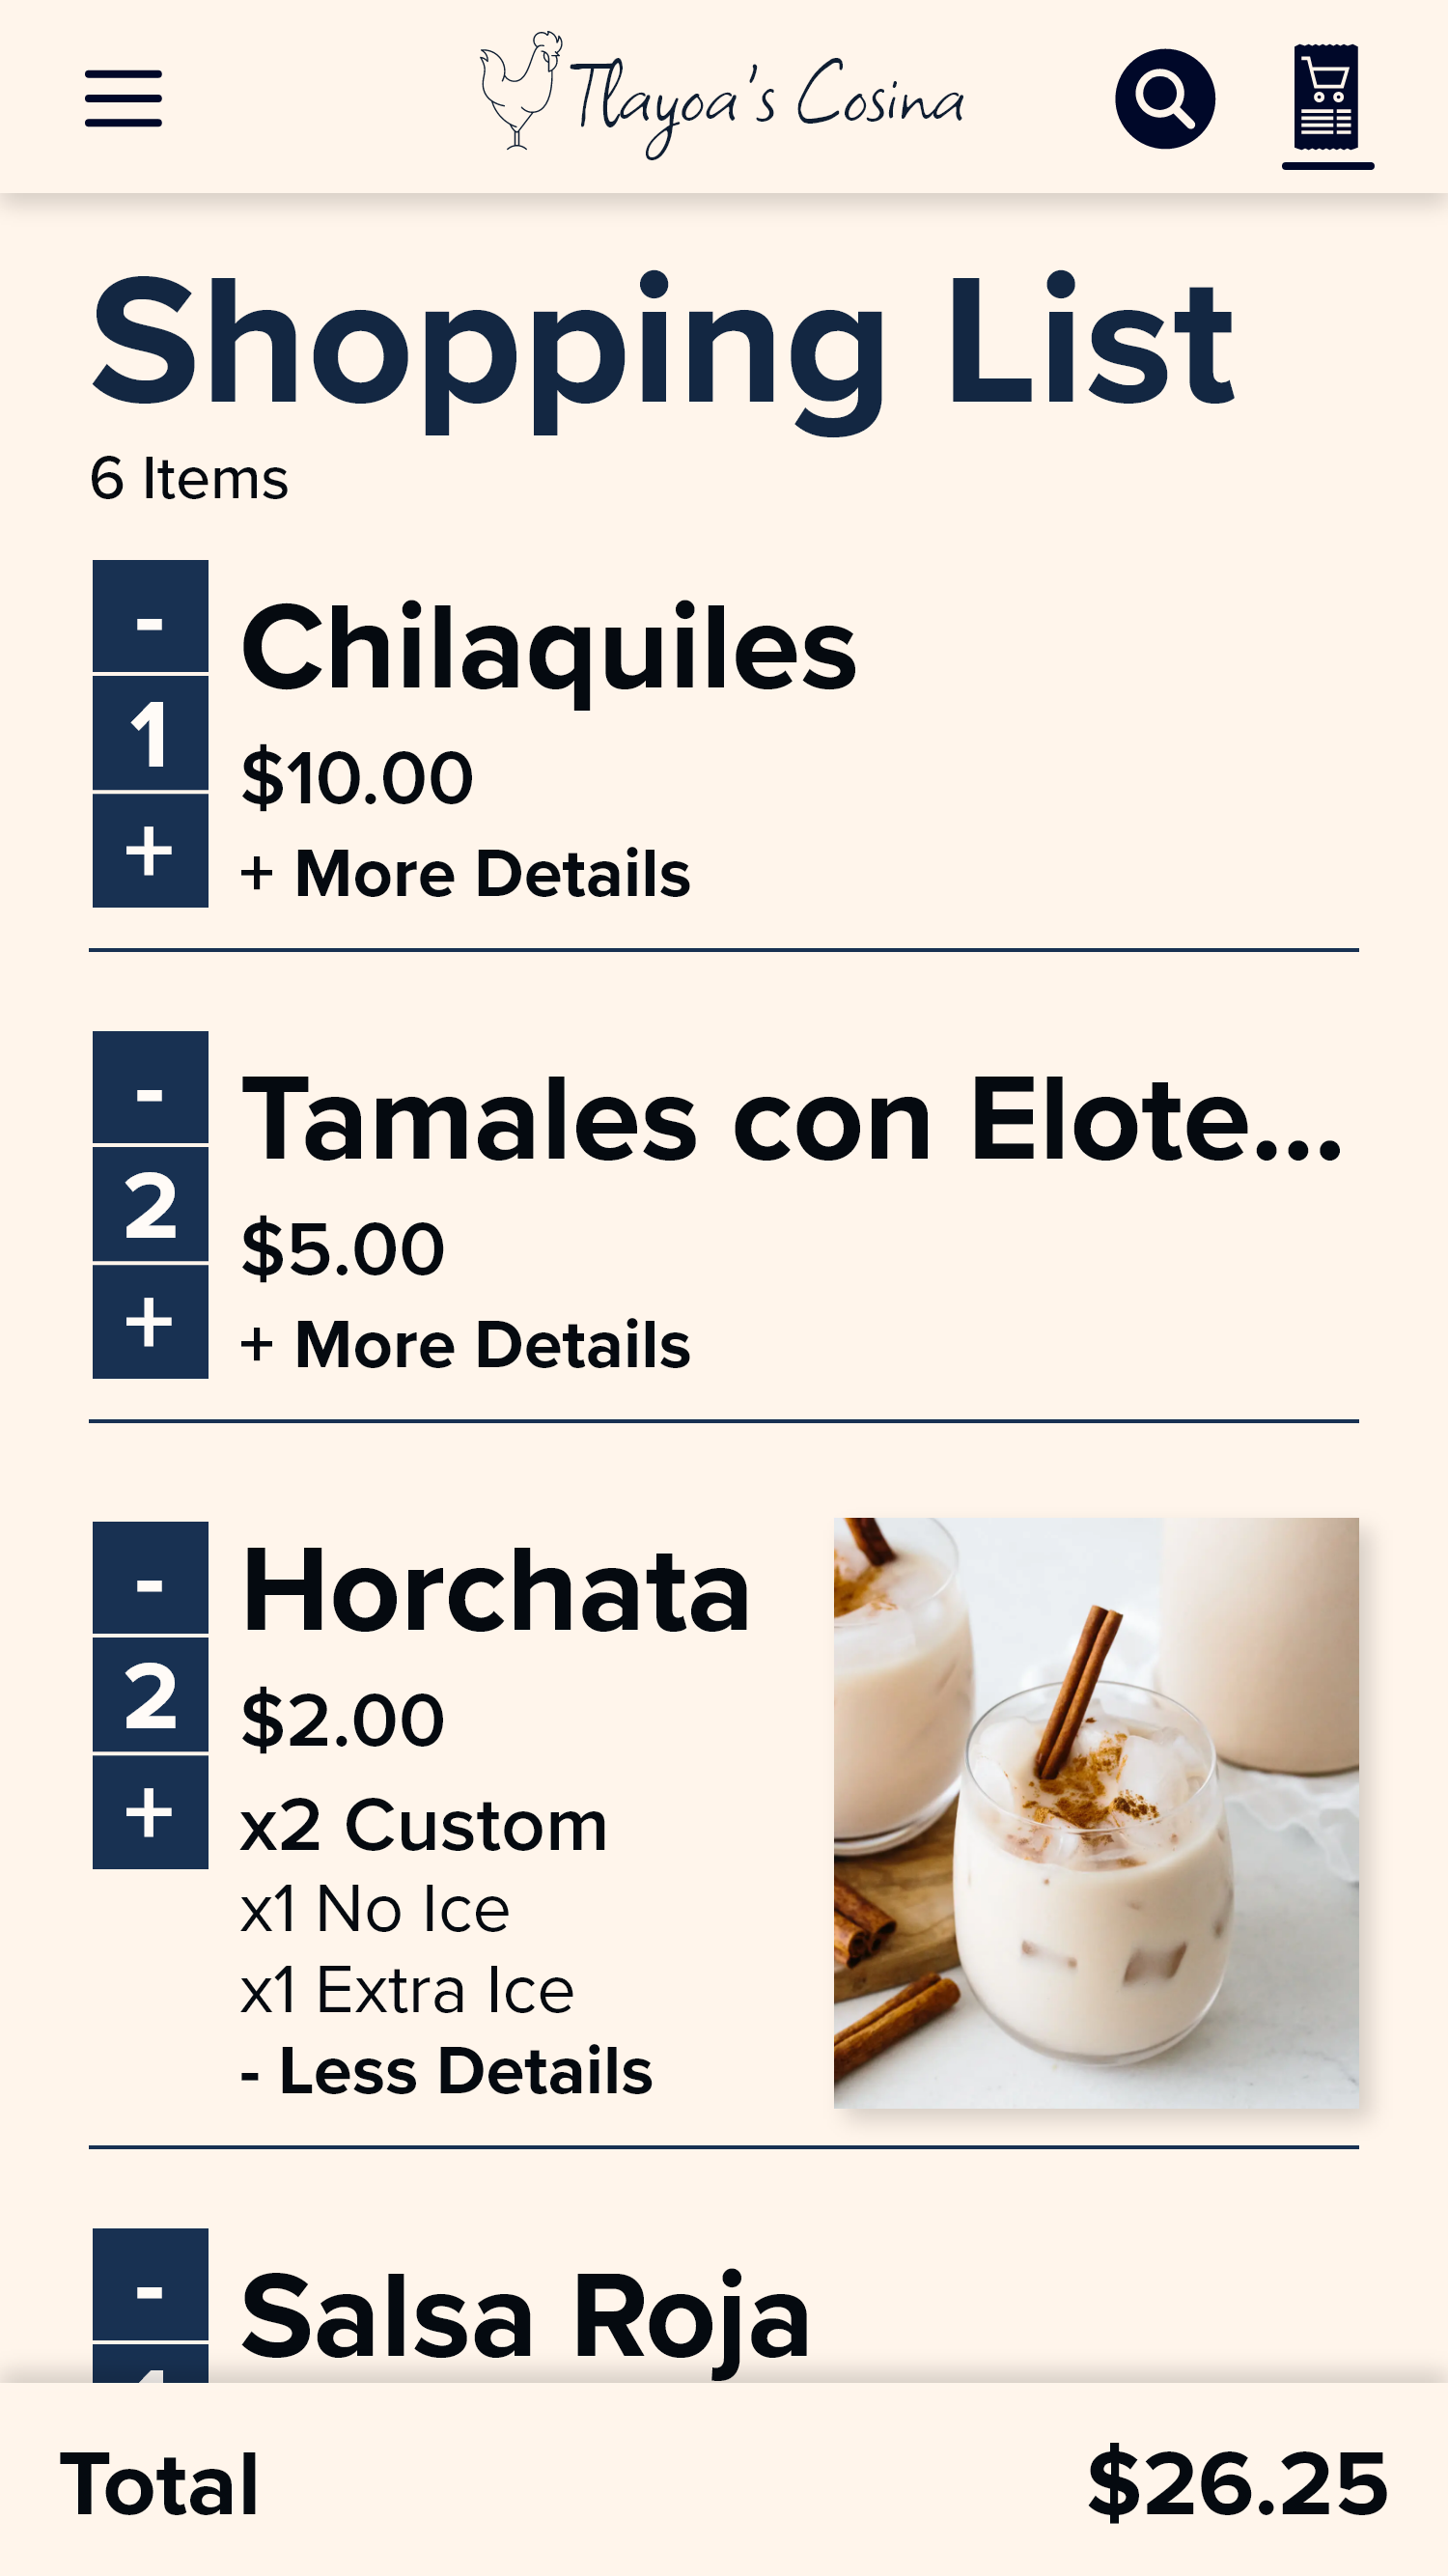 Tlayoa's Cosina
Shopping List
6 Items
-
Chilaquiles
1
$10.00
+
+ More Details
-
Tamales con Elote...
2
$5.00
+
+ More Details
-
Horchata
2
$2.00
+
x2 Custom
x1 No Ice
x1 Extra Ice
- Less Details
-
Salsa Roja
Total
$26.25